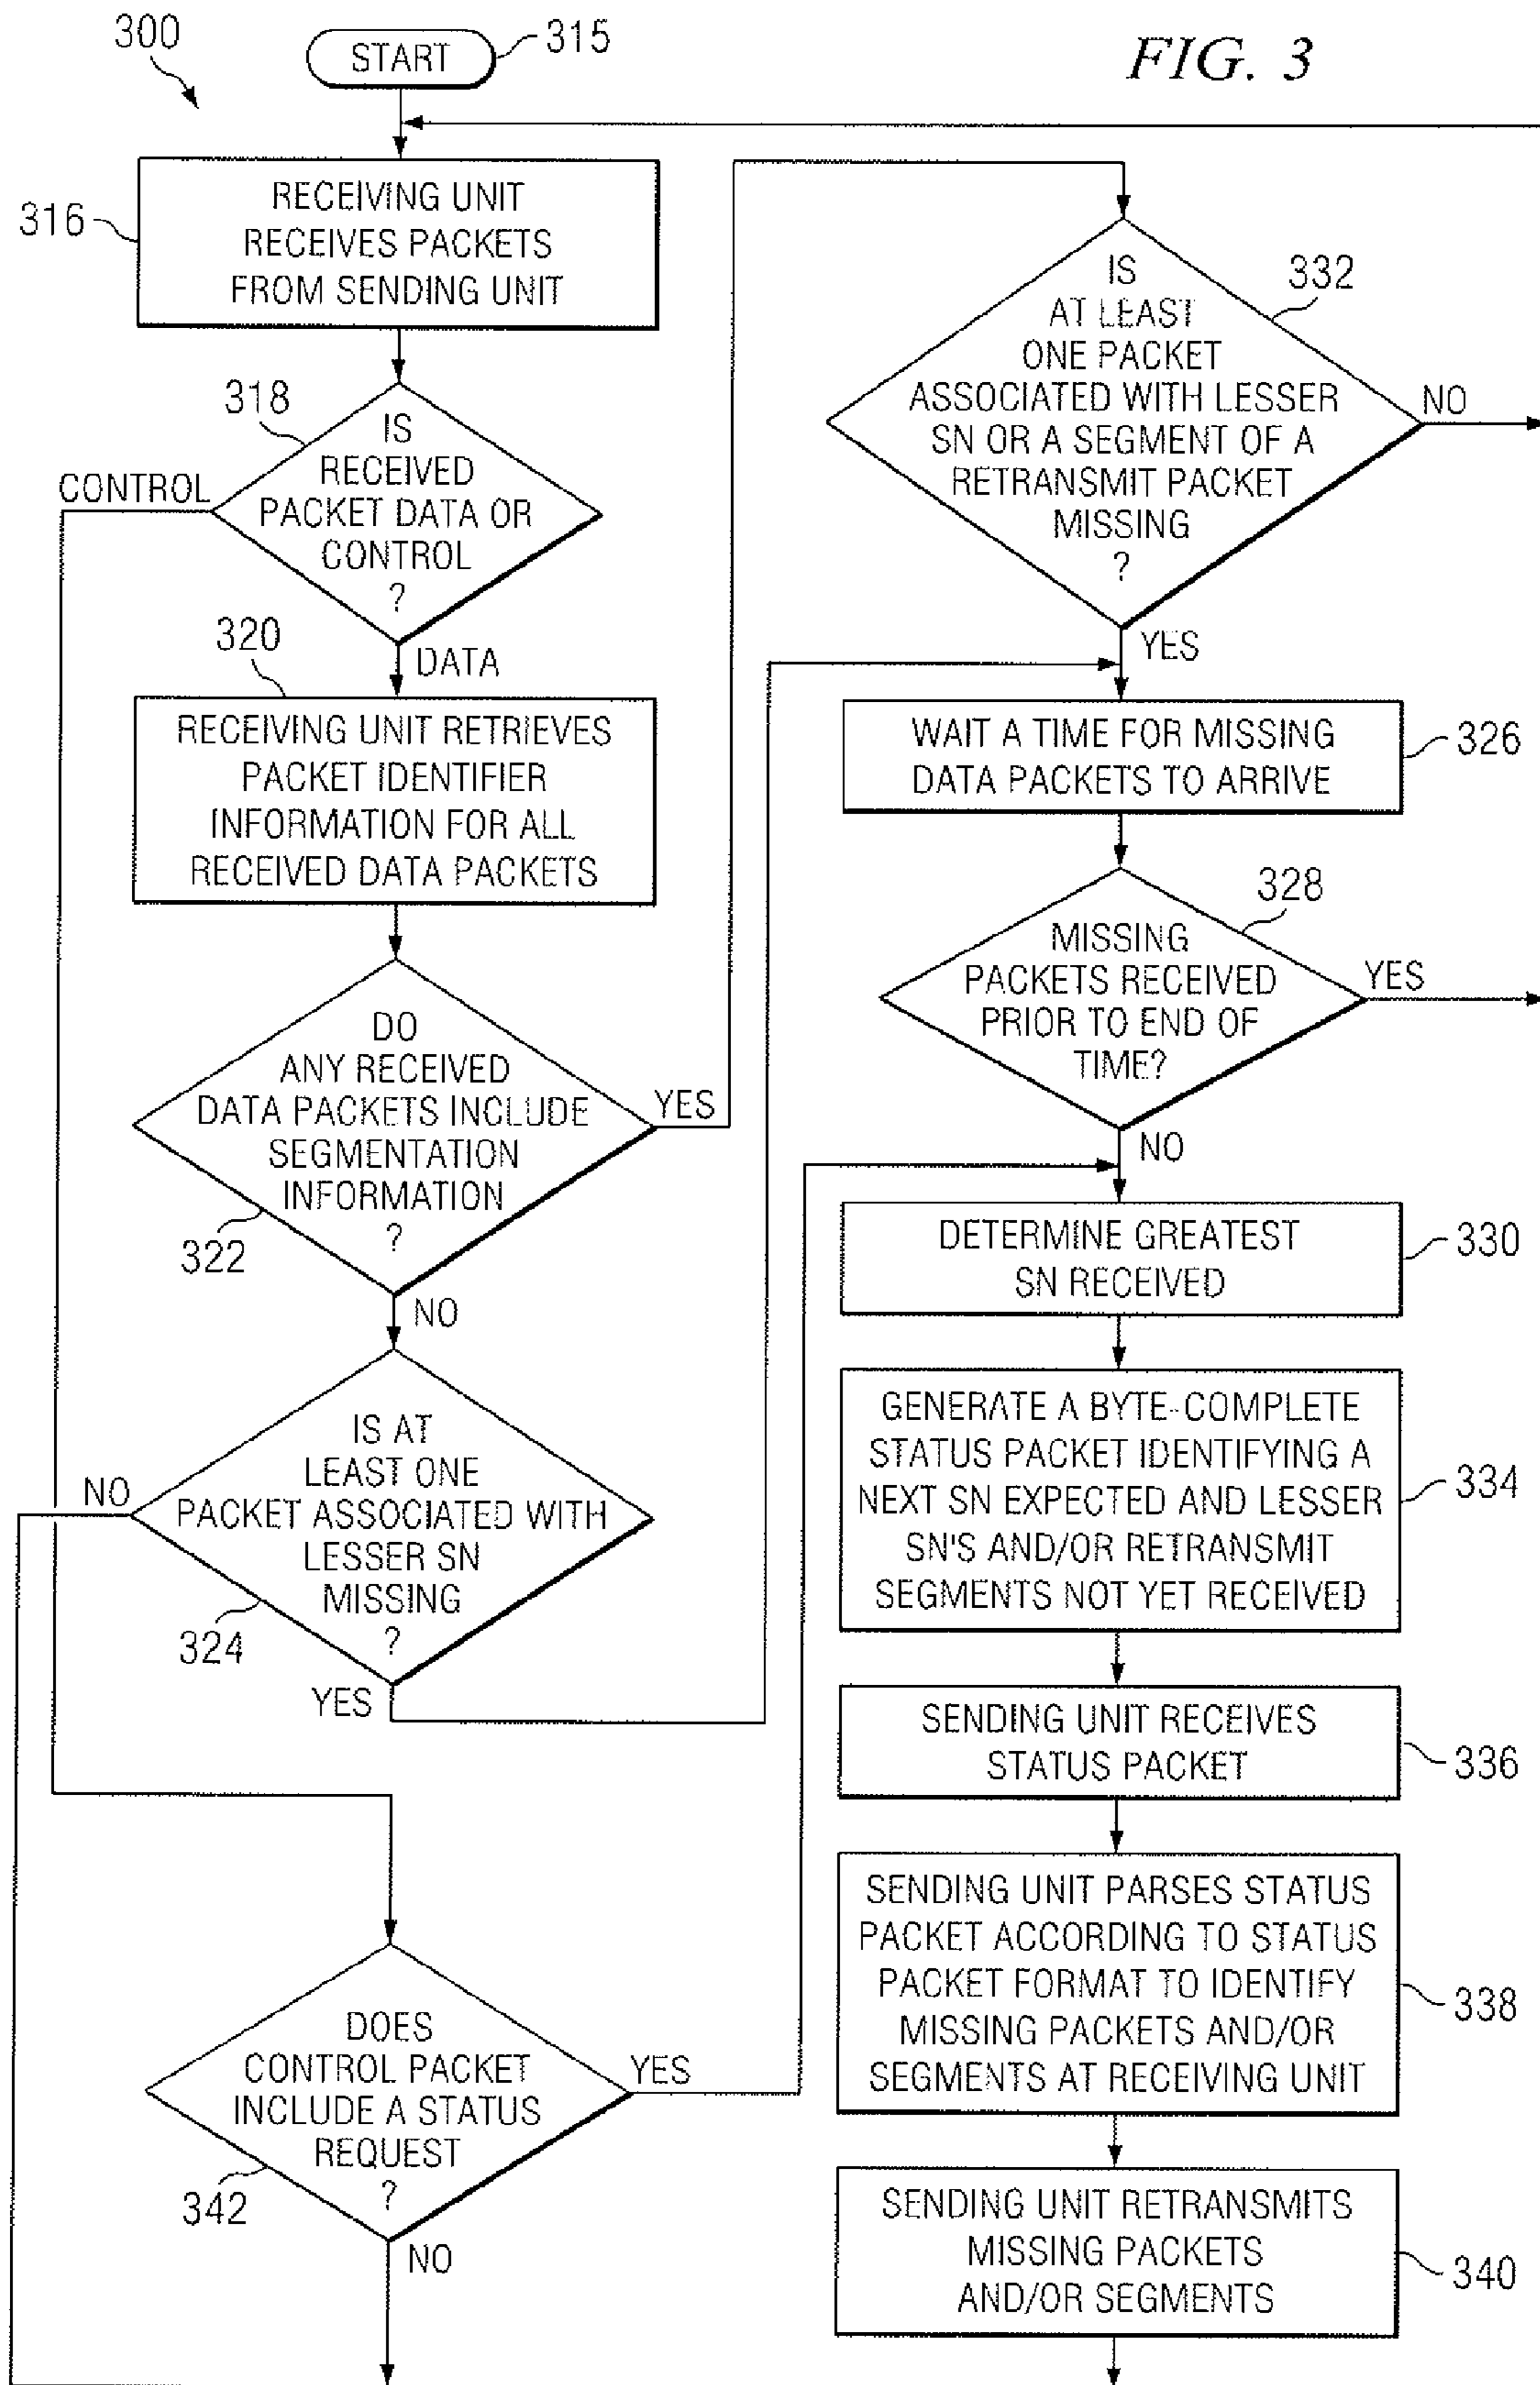 300
START
315
FIG. 3
316
RECEIVING UNIT
RECEIVES PACKETS
FROM SENDING UNIT
318
IS
RECEIVED
PACKET DATA OR
CONTROL
?
CONTROL
DATA
320
RECEIVING UNIT RETRIEVES
PACKET IDENTIFIER
INFORMATION FOR ALL
RECEIVED DATA PACKETS
DO
ANY RECEIVED
DATA PACKETS INCLUDE
SEGMENTATION
INFORMATION
?
322
YES
NO
IS AT
LEAST ONE
PACKET ASSOCIATED WITH
LESSER SN
MISSING
?
324
NO
YES
DOES
CONTROL PACKET
INCLUDE A STATUS
REQUEST
?
342
YES
NO
IS
AT LEAST
ONE PACKET
ASSOCIATED WITH LESSER
SN OR A SEGMENT OF A
RETRANSMIT PACKET
MISSING
?
332
NO
YES
WAIT A TIME FOR MISSING
DATA PACKETS TO ARRIVE
326
MISSING
PACKETS RECEIVED
PRIOR TO END OF
TIME?
328
YES
NO
DETERMINE GREATEST
SN RECEIVED
330
GENERATE A BYTE-COMPLETE
STATUS PACKET IDENTIFYING A
NEXT SN EXPECTED AND LESSER
SN'S AND/OR RETRANSMIT
SEGMENTS NOT YET RECEIVED
334
SENDING UNIT RECEIVES
STATUS PACKET
336
SENDING UNIT PARSES STATUS
PACKET ACCORDING TO STATUS
PACKET FORMAT TO IDENTIFY
MISSING PACKETS AND/OR
SEGMENTS AT RECEIVING UNIT
338
SENDING UNIT RETRANSMITS
MISSING PACKETS
AND/OR SEGMENTS
340